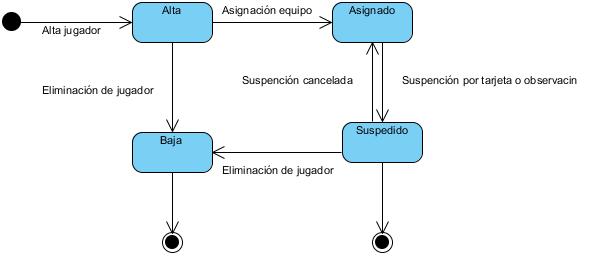 Alta
Asignación equipo
Asignado
Alta jugador
Suspención cancelada
Suspención por tarjeta o observacin
Eliminación de jugador
Baja
Suspedido
Eliminación de jugador